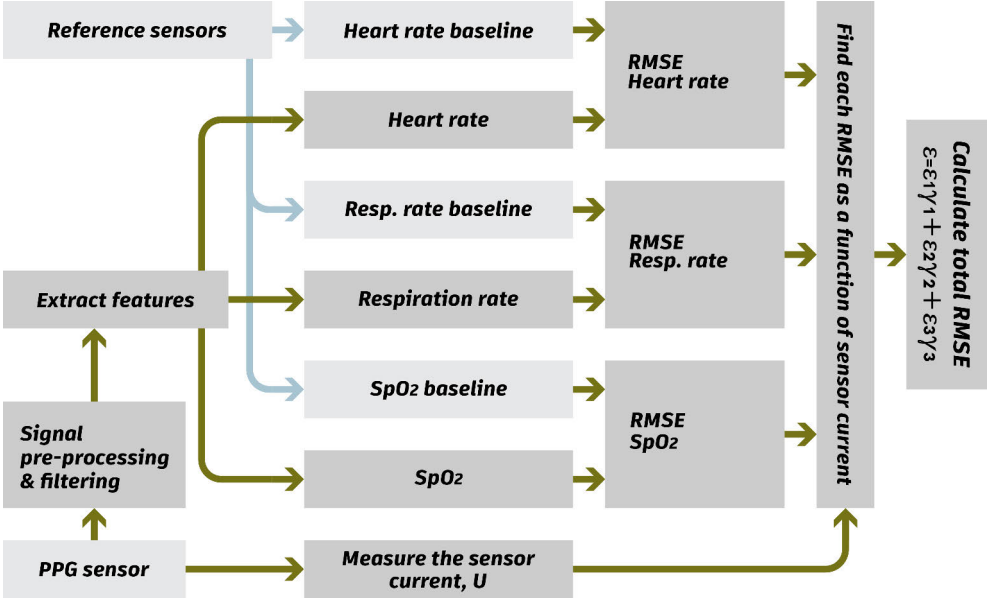 Reference sensors
Heart rate baseline
Heart rate
RMSE
Heart rate
Resp. rate baseline
Respiration rate
RMSE
Resp. rate
Extract features
SpO₂ baseline
SpO₂
RMSE
SpO₂
Signal
pre-processing
& filtering
PPG sensor
Measure the sensor
current, U
Find each RMSE as a function of sensor current
Calculate total RMSE
ε=ε₁γ₁+ε₂γ₂+ε₃γ₃